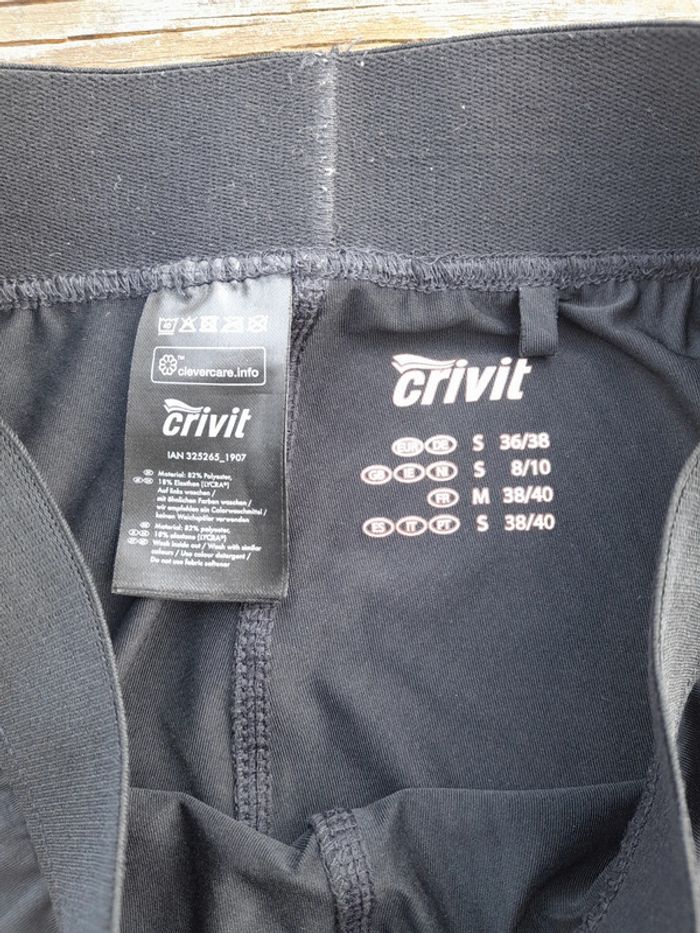 40
™
clevercare.info
crivit
IAN 325265_1907
DE Material: 82% Polyester,
18% Elasthan (LYCRA®)
Auf links waschen /
mit ähnlichen Farben waschen /
wir empfehlen ein Colorwaschmittel /
keinen Weichspüler verwenden
Material: 82% polyester,
18% elastane (LYCRA®)
Wash inside out / Wash with similar
colours / Use colour detergent /
Do not use fabric softener
crivit
EUR DE S 36/38
GB IE NI S 8/10
FR M 38/40
ES IT PT S 38/40